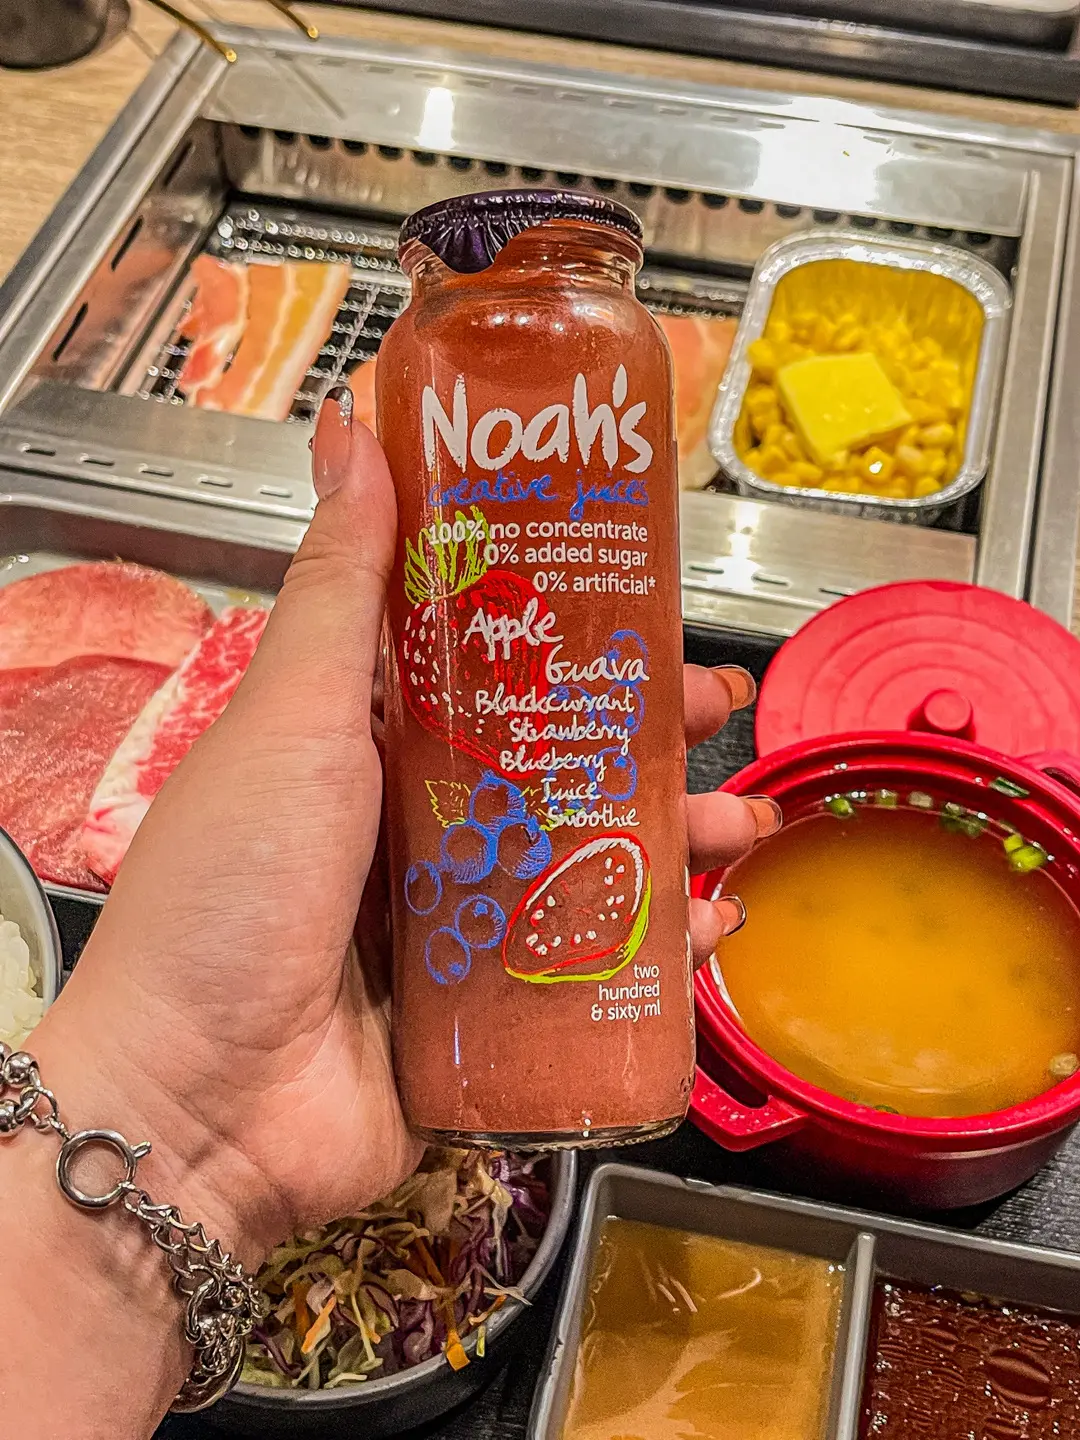 Noah's
creative juices
100% no concentrate
0% added sugar
0% artificial*
Apple
Guava
Blackcurrant
Strawberry
Blueberry
Juice
Smoothie
two
hundred
& sixty ml